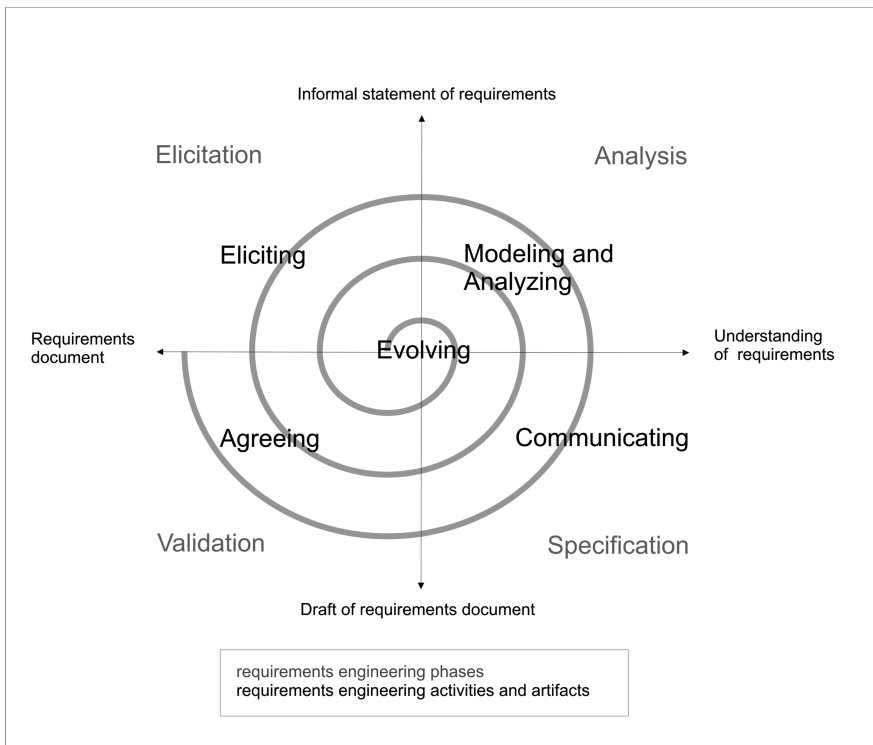 Informal statement of requirements
Elicitation
Analysis
Eliciting
Modeling and
Analyzing
Requirements
document
Evolving
Understanding
of requirements
Agreeing
Communicating
Validation
Specification
Draft of requirements document
requirements engineering phases
requirements engineering activities and artifacts